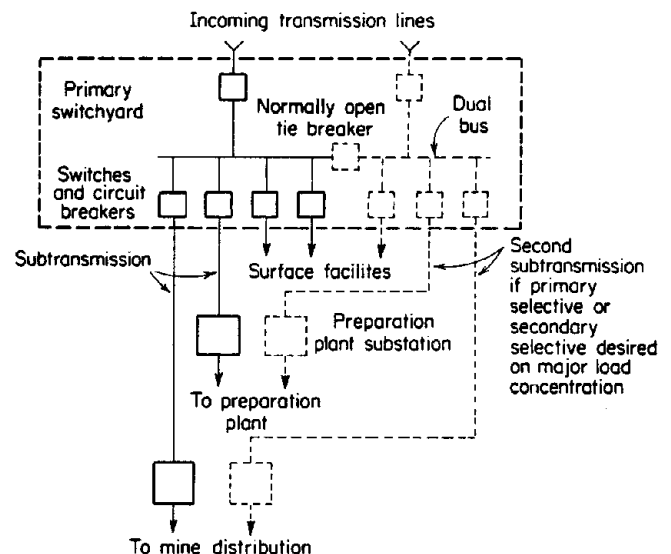 Incoming transmission lines
Primary
switchyard
Normally open
tie breaker
Dual
bus
Switches
and circuit
breakers
Subtransmission
Surface facilites
Second
subtransmission
if primary
selective or
secondary
selective desired
on major load
concentration
Preparation
plant substation
To preparation
plant
To mine distribution